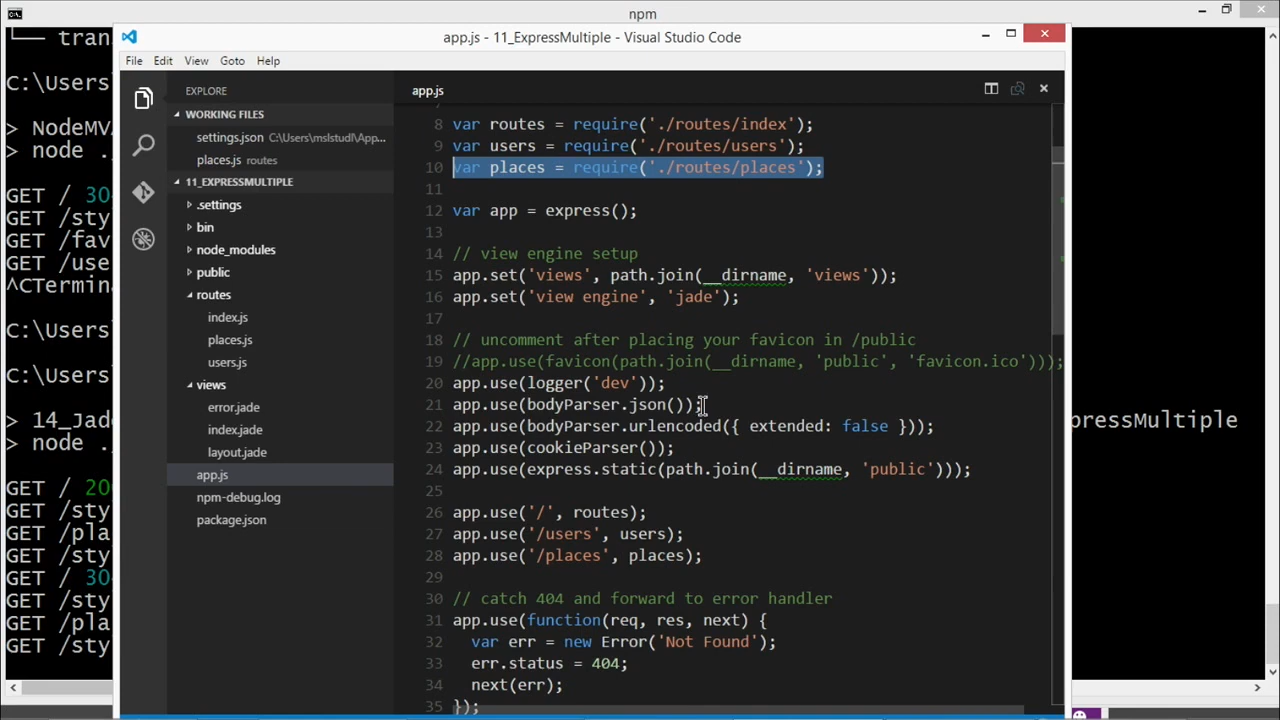 npm
└── tran
C:\Users'
> NodeMV
> node .
GET / 30
GET /sty
GET /fav
GET /use
^CTermin
C:\Users'
C:\Users'
> 14_Jad
> node .
GET / 200
GET /sty
GET /pla
GET /sty
GET / 30
GET /sty
GET /pla
GET /sty
pressMultiple
app.js - 11_ExpressMultiple - Visual Studio Code
File Edit View Goto Help
EXPLORE
WORKING FILES
settings.json C:\Users\mslstudl\App...
places.js routes
11_EXPRESSMULTIPLE
.settings
bin
node_modules
public
routes
index.js
places.js
users.js
views
error.jade
index.jade
layout.jade
app.js
npm-debug.log
package.json
app.js
8 var routes = require('./routes/index');
9 var users = require('./routes/users');
10 var places = require('./routes/places');
11
12 var app = express();
13
14 // view engine setup
15 app.set('views', path.join(__dirname, 'views'));
16 app.set('view engine', 'jade');
17
18 // uncomment after placing your favicon in /public
19 //app.use(favicon(path.join(__dirname, 'public', 'favicon.ico')));
20 app.use(logger('dev'));
21 app.use(bodyParser.json());
22 app.use(bodyParser.urlencoded({ extended: false }));
23 app.use(cookieParser());
24 app.use(express.static(path.join(__dirname, 'public')));
25
26 app.use('/', routes);
27 app.use('/users', users);
28 app.use('/places', places);
29
30 // catch 404 and forward to error handler
31 app.use(function(req, res, next) {
32 var err = new Error('Not Found');
33 err.status = 404;
34 next(err);
35 });